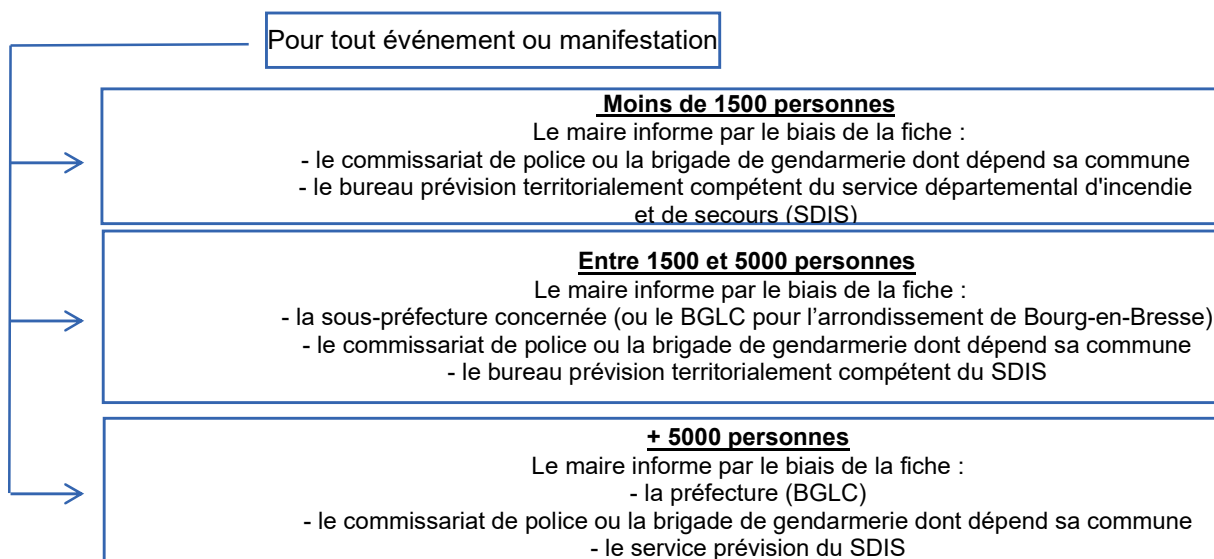 Pour tout événement ou manifestation
Moins de 1500 personnes
Le maire informe par le biais de la fiche :
- le commissariat de police ou la brigade de gendarmerie dont dépend sa commune
- le bureau prévision territorialement compétent du service départemental d'incendie
et de secours (SDIS)
Entre 1500 et 5000 personnes
Le maire informe par le biais de la fiche :
- la sous-préfecture concernée (ou le BGLC pour l’arrondissement de Bourg-en-Bresse)
- le commissariat de police ou la brigade de gendarmerie dont dépend sa commune
- le bureau prévision territorialement compétent du SDIS
+ 5000 personnes
Le maire informe par le biais de la fiche :
- la préfecture (BGLC)
- le commissariat de police ou la brigade de gendarmerie dont dépend sa commune
- le service prévision du SDIS